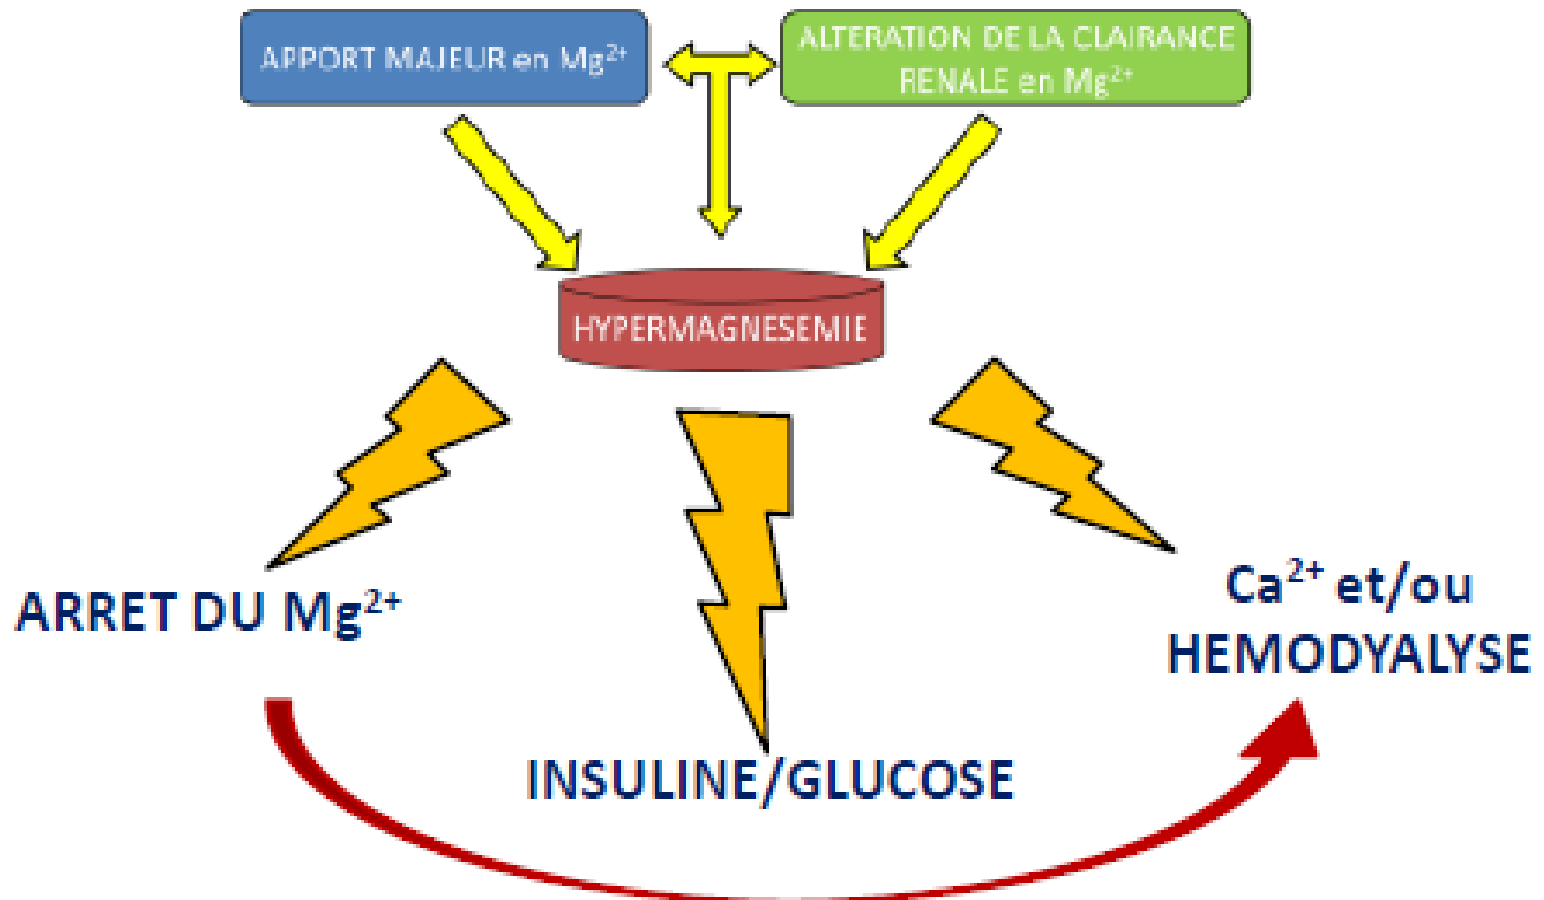 APPORT MAJEUR en Mg²⁺
ALTERATION DE LA CLAIRANCE
RENALE en Mg²⁺
HYPERMAGNESEMIE
ARRET DU Mg²⁺
Ca²⁺ et/ou
HEMODYALYSE
INSULINE/GLUCOSE